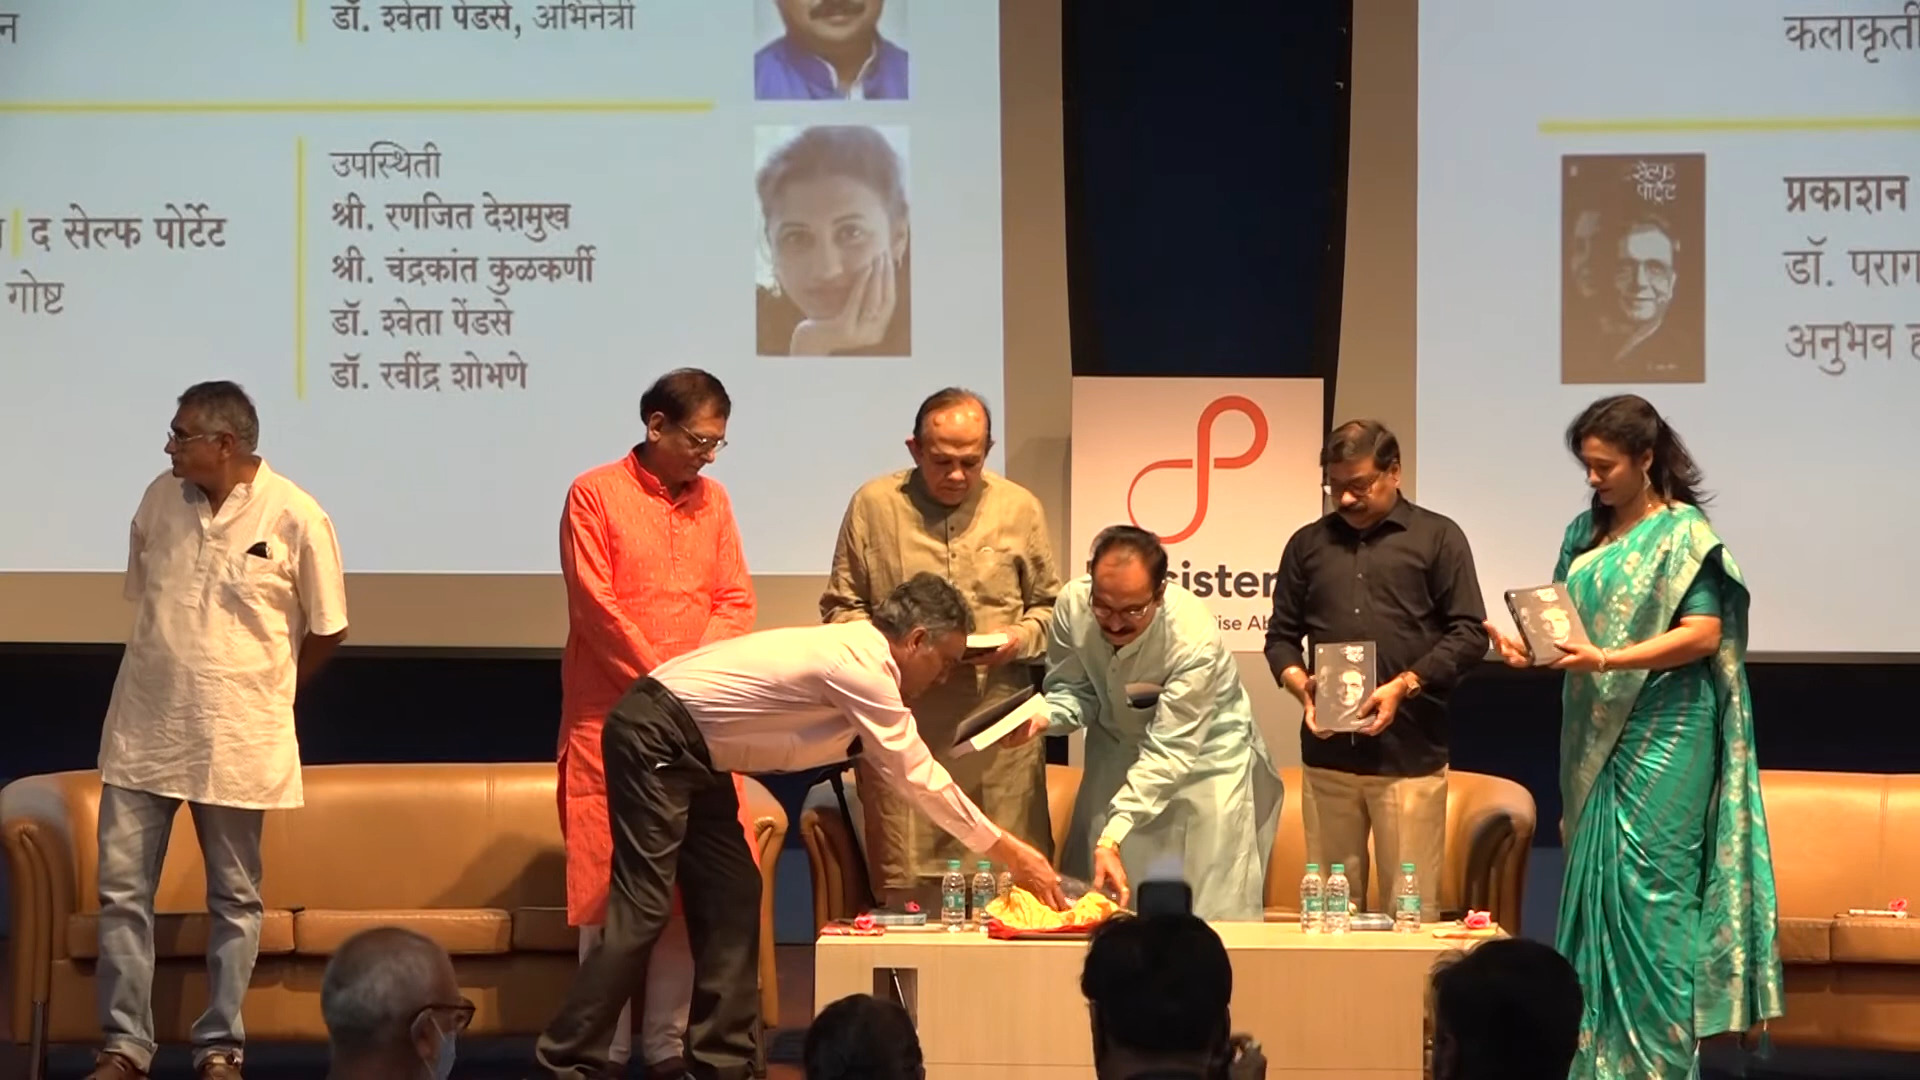 न
डॉ. श्वेता पेंडसे, अभिनेत्री
द सेल्फ पोर्टेट
गोष्ट
उपस्थिती
श्री. रणजित देशमुख
श्री. चंद्रकांत कुळकर्णी
डॉ. श्वेता पेंडसे
डॉ. रवींद्र शोभणे
कलाकृती
सेल्फ
पोर्ट्रेट
प्रकाशन
डॉ. पराग
अनुभव